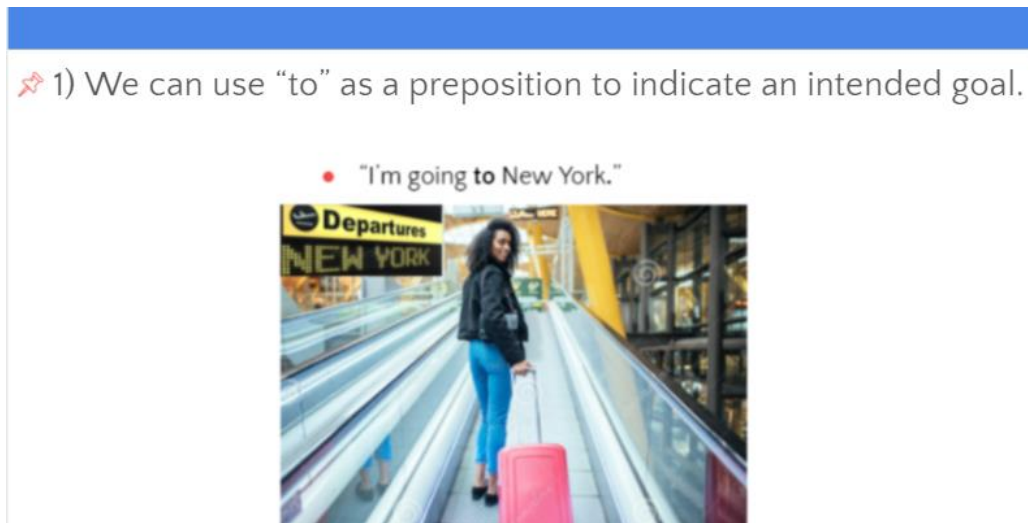 1) We can use “to” as a preposition to indicate an intended goal.
• “I'm going to New York.”
Departures
NEW YORK